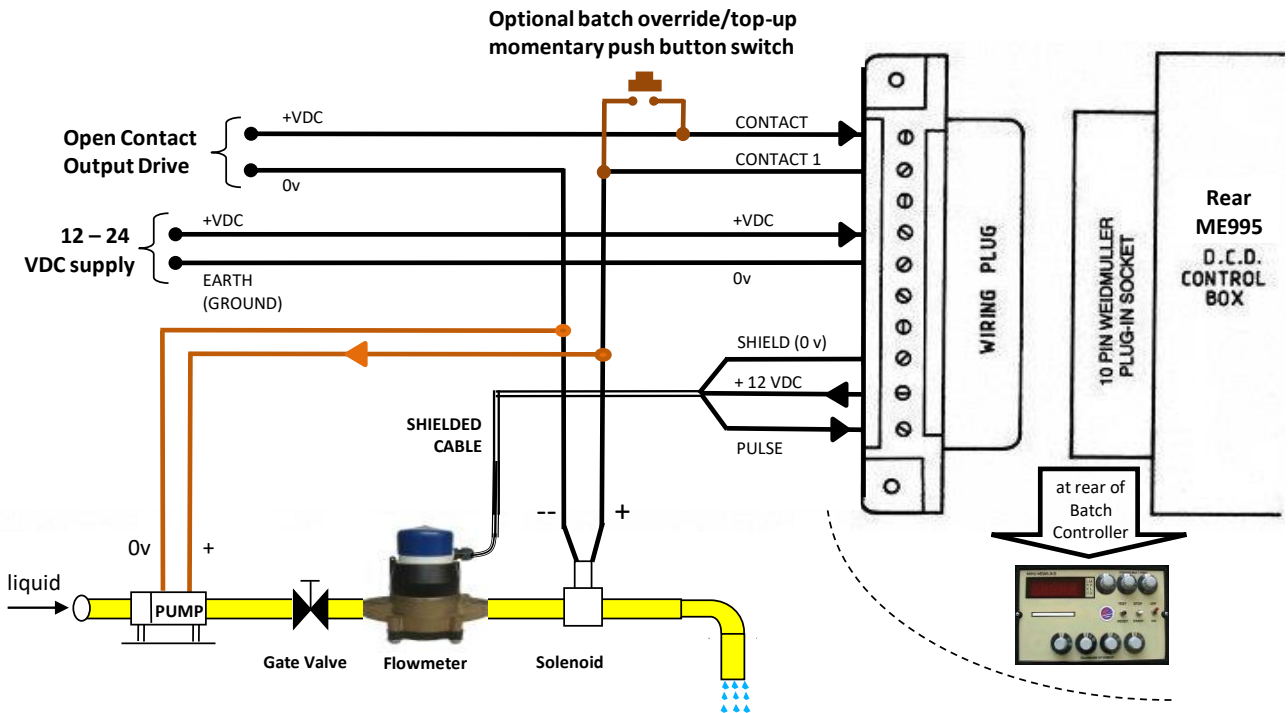 Optional batch override/top-up
momentary push button switch
Open Contact
Output Drive
+VDC
0v
CONTACT
CONTACT 1
12 – 24
VDC supply
+VDC
EARTH
(GROUND)
+VDC
0v
SHIELD (0 v)
+ 12 VDC
PULSE
SHIELDED
CABLE
WIRING PLUG
10 PIN WEIDMULLER
PLUG-IN SOCKET
Rear
ME995
D.C.D.
CONTROL
BOX
at rear of
Batch
Controller
--
+
0v
+
liquid
PUMP
Gate Valve
Flowmeter
Solenoid